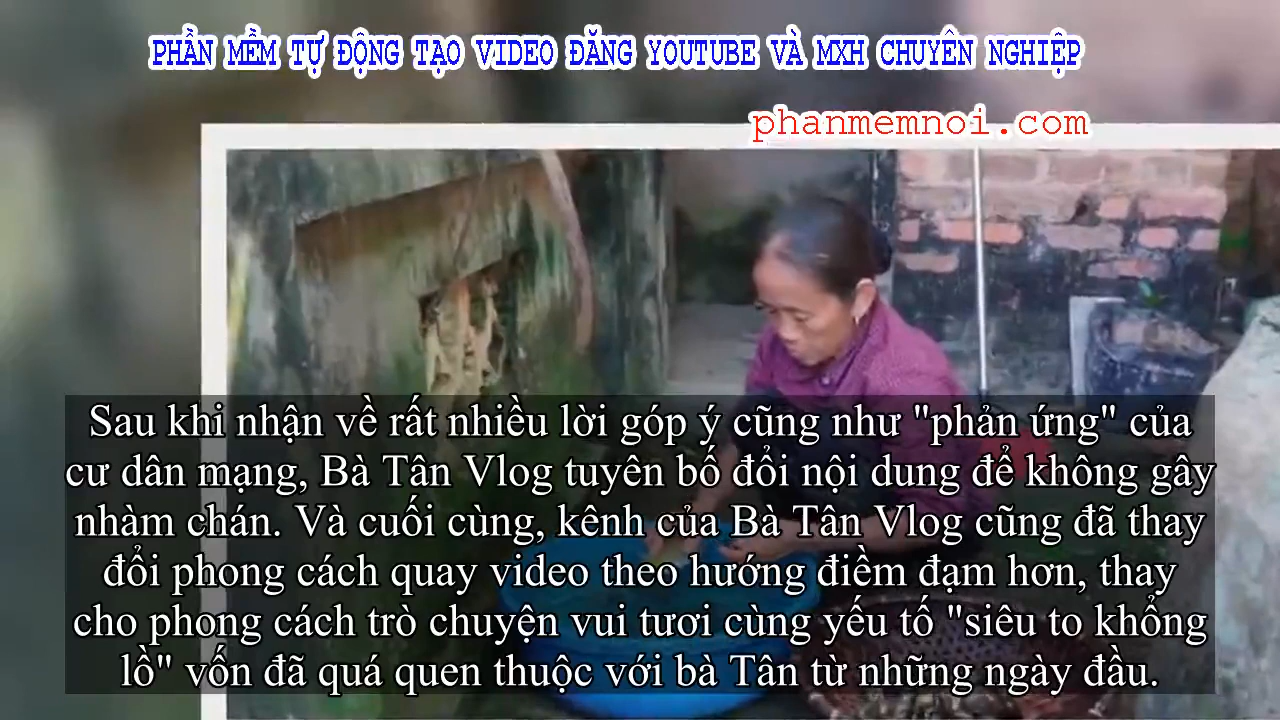 PHẦN MỀM TỰ ĐỘNG TẠO VIDEO ĐĂNG YOUTUBE VÀ MXH CHUYÊN NGHIỆP
phanmemnoi.com
Sau khi nhận về rất nhiều lời góp ý cũng như "phản ứng" của
cư dân mạng, Bà Tân Vlog tuyên bố đổi nội dung để không gây
nhàm chán. Và cuối cùng, kênh của Bà Tân Vlog cũng đã thay
đổi phong cách quay video theo hướng điềm đạm hơn, thay
cho phong cách trò chuyện vui tươi cùng yếu tố "siêu to khổng
lồ" vốn đã quá quen thuộc với bà Tân từ những ngày đầu.